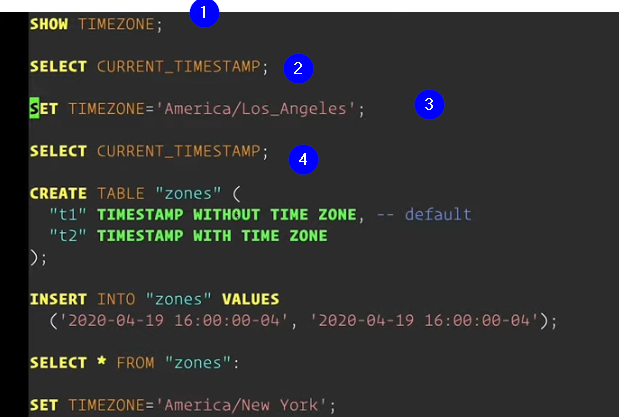 1
SHOW TIMEZONE;
SELECT CURRENT_TIMESTAMP; 2
SET TIMEZONE='America/Los_Angeles'; 3
SELECT CURRENT_TIMESTAMP; 4
CREATE TABLE "zones" (
"t1" TIMESTAMP WITHOUT TIME ZONE, -- default
"t2" TIMESTAMP WITH TIME ZONE
);
INSERT INTO "zones" VALUES
('2020-04-19 16:00:00-04', '2020-04-19 16:00:00-04');
SELECT * FROM "zones":
SET TIMEZONE='America/New York';